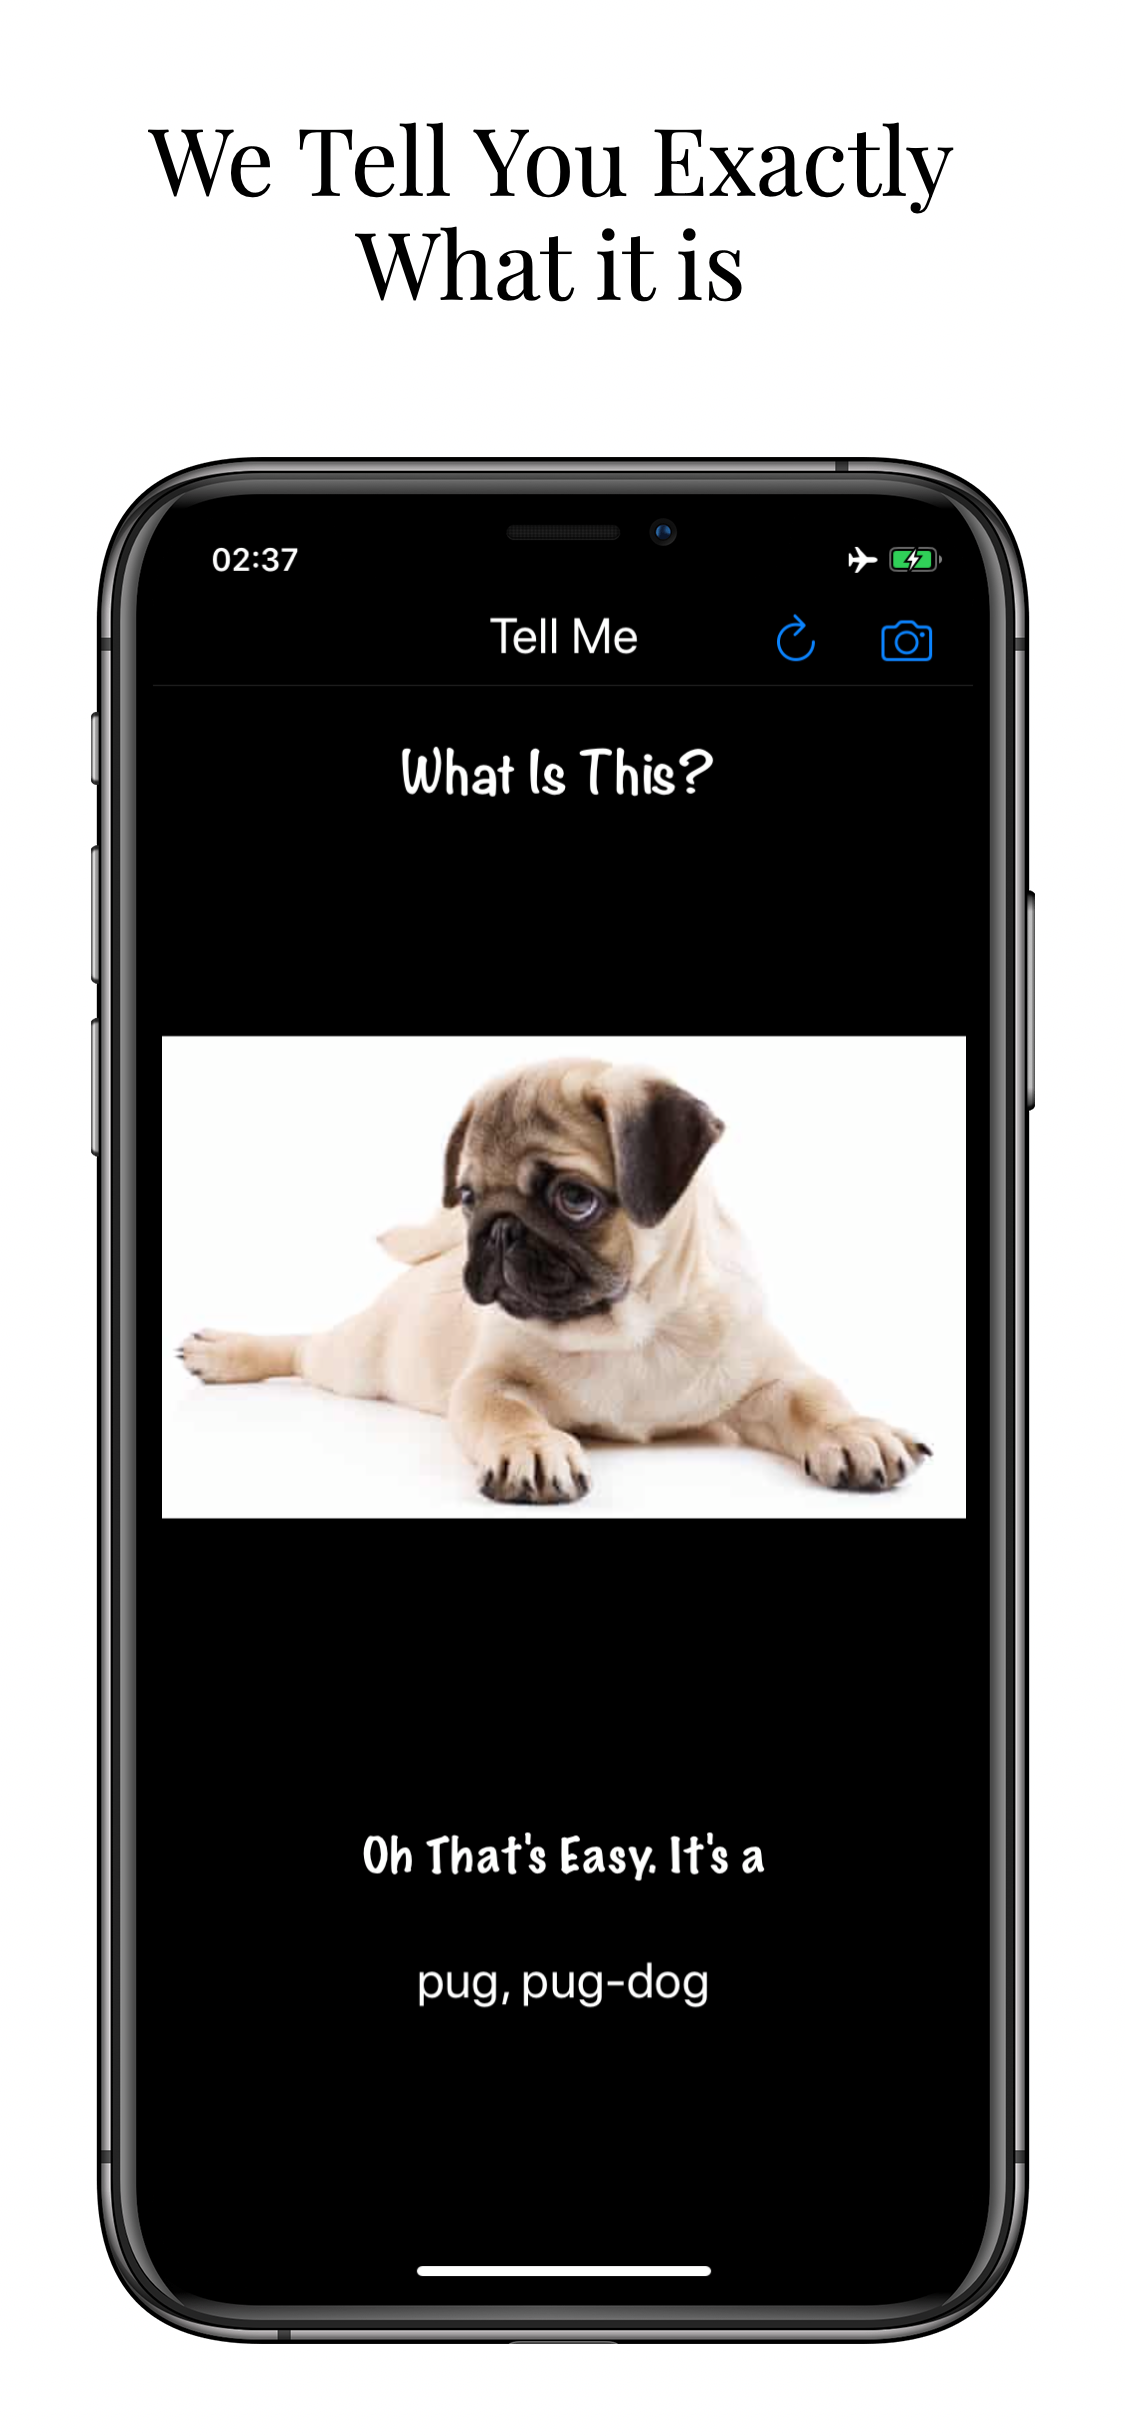 We Tell You Exactly
What it is
02:37
Tell Me
What Is This?
Oh That's Easy. It's a
pug, pug-dog